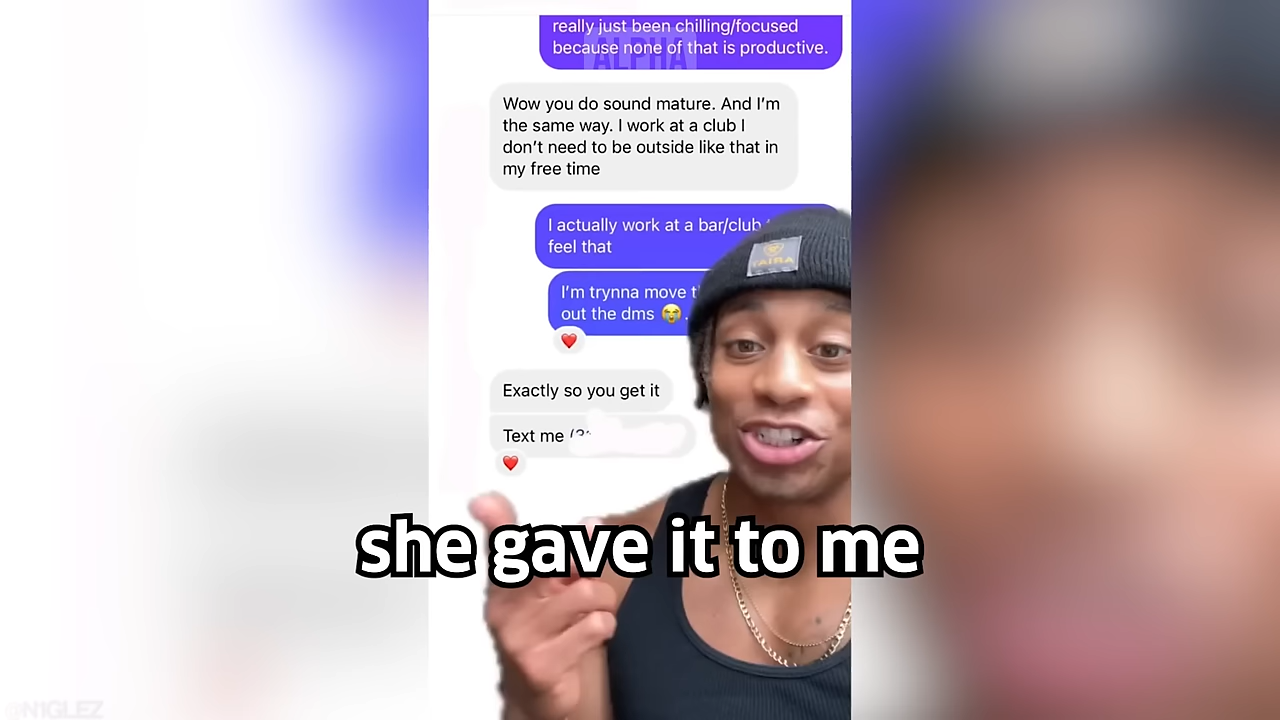 really just been chilling/focused
because none of that is productive.
ALPHA
Wow you do sound mature. And I'm
the same way. I work at a club I
don't need to be outside like that in
my free time
I actually work at a bar/club
feel that
I'm trynna move
out the dms 😭.
Exactly so you get it
Text me
she gave it to me
@N1GLEZ